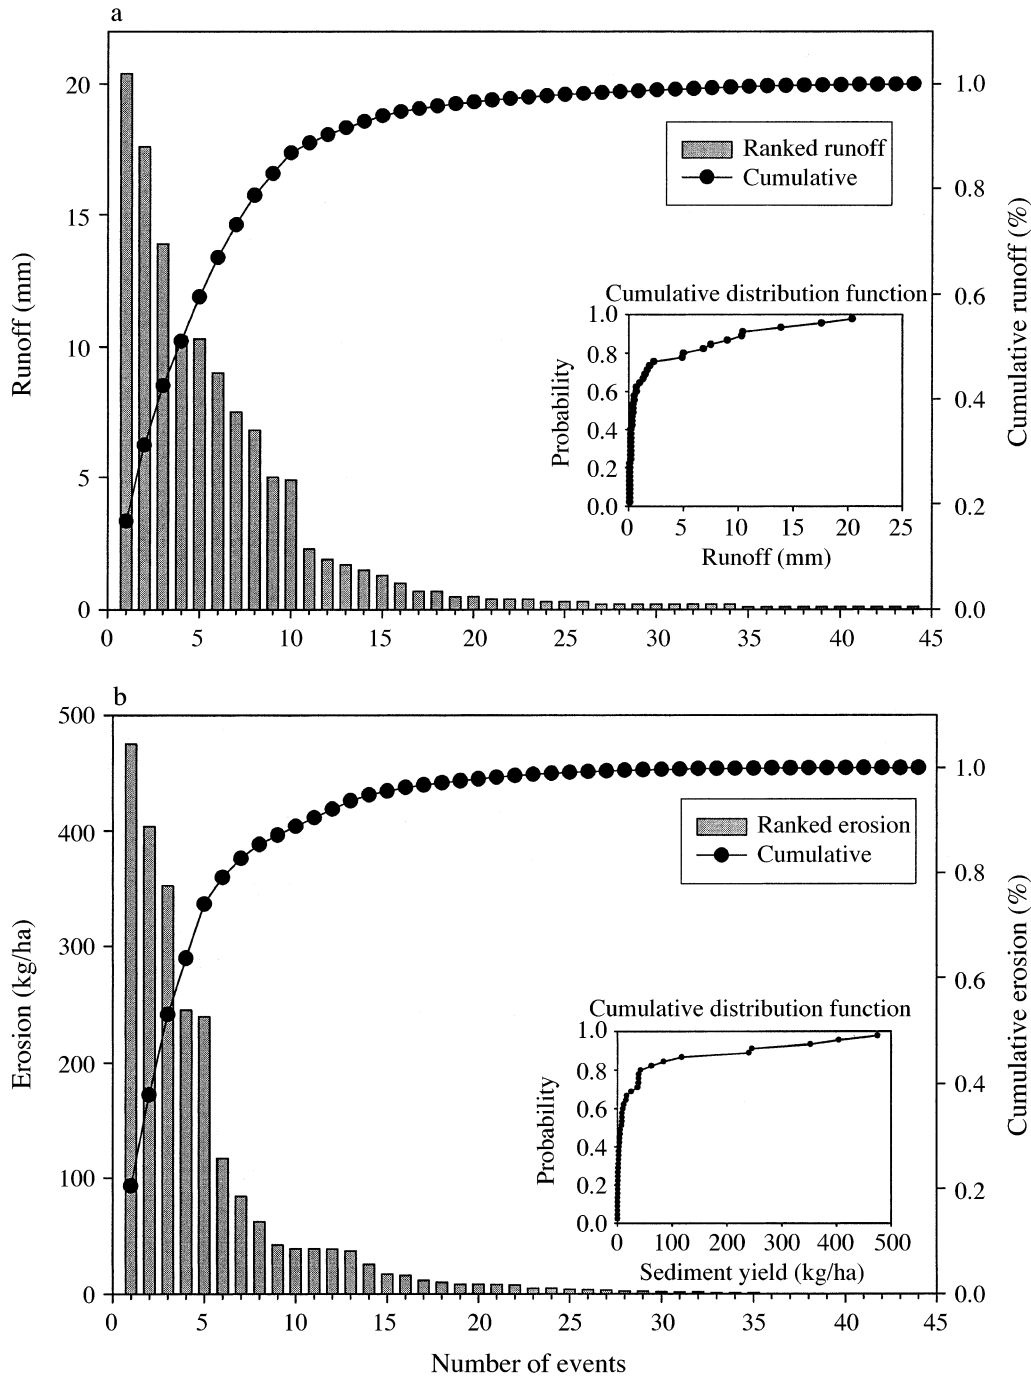 a
20
15
10
5
0
Runoff (mm)
1.0
0.8
0.6
0.4
0.2
0.0
Cumulative runoff (%)
Ranked runoff
Cumulative
Cumulative distribution function
1.0
0.8
0.6
0.4
0.2
0.0
Probability
0 5 10 15 20 25
Runoff (mm)
0 5 10 15 20 25 30 35 40 45
b
500
400
300
200
100
0
Erosion (kg/ha)
1.0
0.8
0.6
0.4
0.2
0.0
Cumulative erosion (%)
Ranked erosion
Cumulative
Cumulative distribution function
1.0
0.8
0.6
0.4
0.2
0.0
Probability
0 100 200 300 400 500
Sediment yield (kg/ha)
0 5 10 15 20 25 30 35 40 45
Number of events